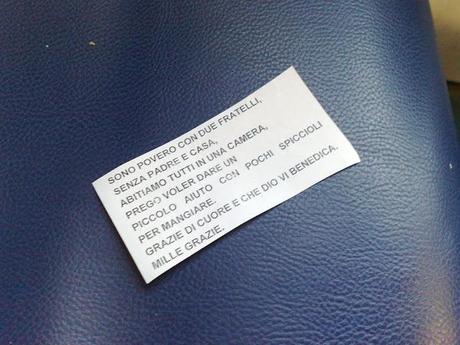 SONO POVERO CON DUE FRATELLI,
SENZA PADRE E CASA,
ABITIAMO TUTTI IN UNA CAMERA,
PREGO VOLER DARE UN
PICCOLO AIUTO CON POCHI SPICCIOLI
PER MANGIARE.
GRAZIE DI CUORE E CHE DIO VI BENEDICA.
MILLE GRAZIE.